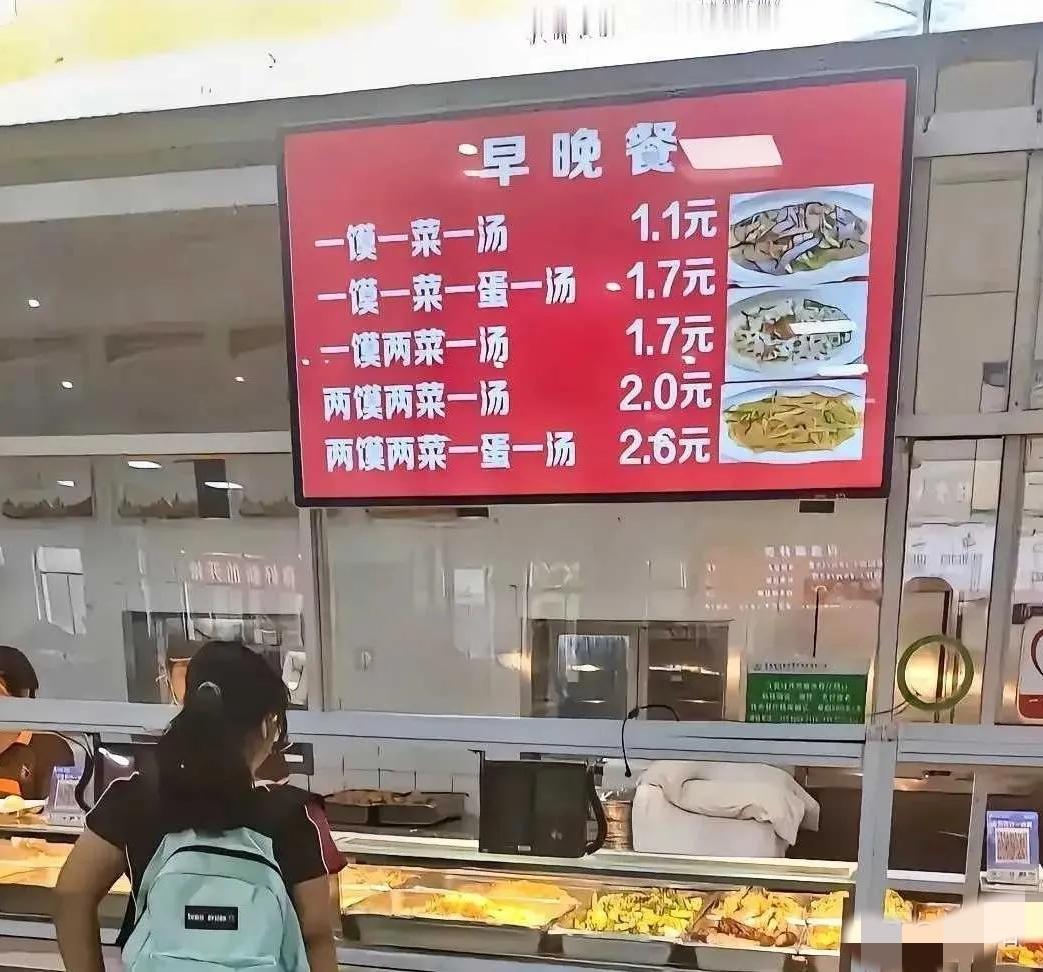 早晚餐
一馍一菜一汤 1.1元
一馍一菜一蛋一汤 1.7元
一馍两菜一汤 1.7元
两馍两菜一汤 2.0元
两馍两菜一蛋一汤 2.6元